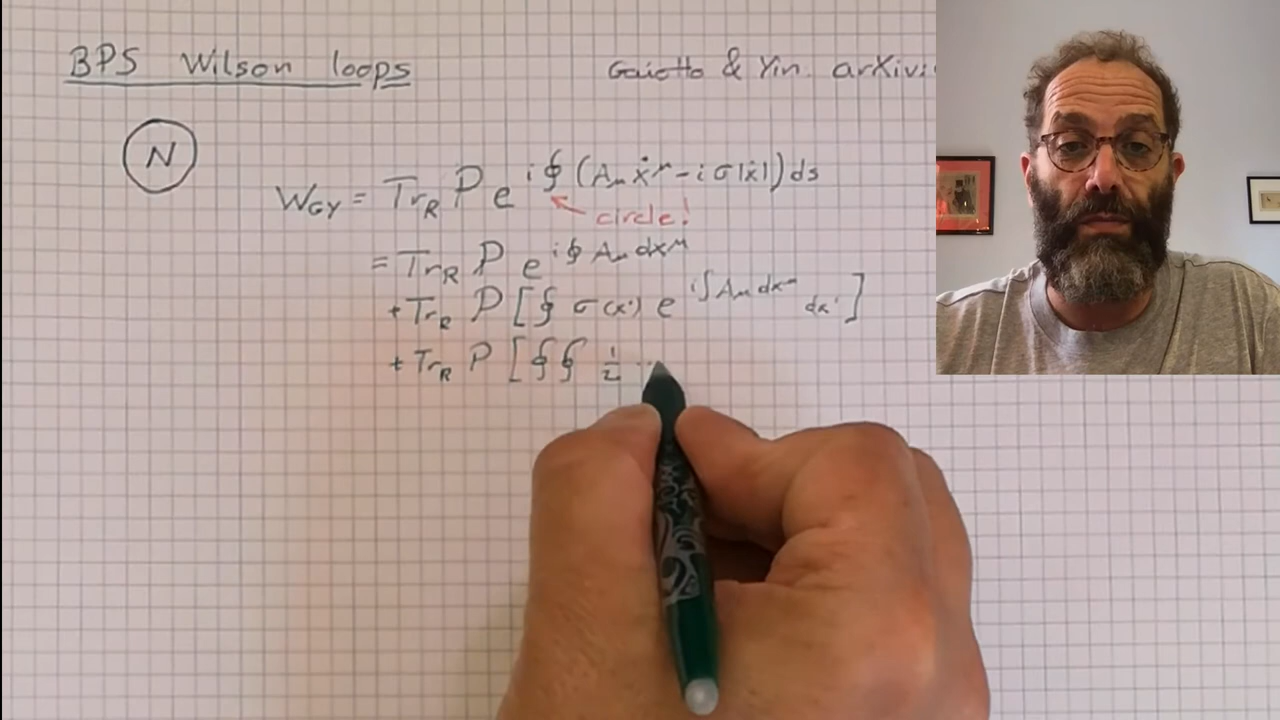 BPS Wilson loops
Gaiotto & Yin arXiv:
N
W_GY = Tr_R P e^{i∮(A_μ ẋ^μ - iσ|ẋ|)ds}
circle!
= Tr_R P e^{i∮A_μ dx^μ}
+ Tr_R P [∮ σ(x') e^{i∫A_μ dx^μ} dx']
+ Tr_R P [∮∮ 1/2 ...